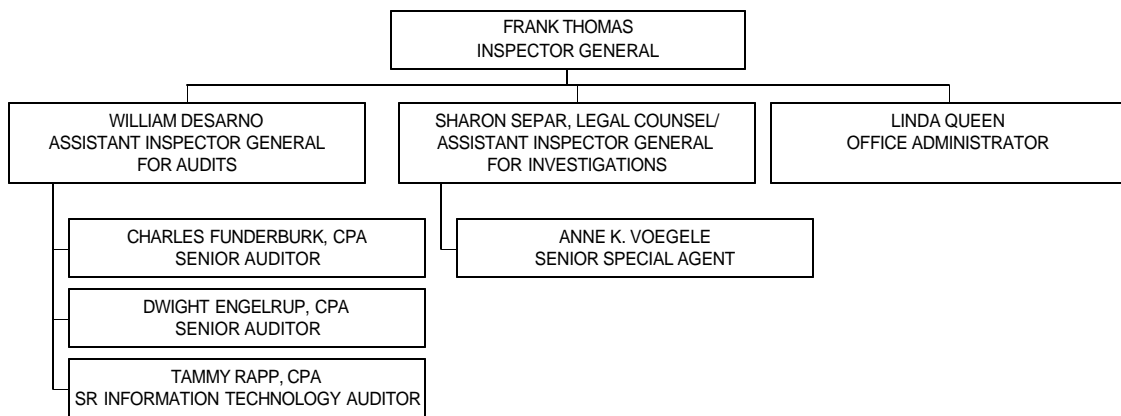 FRANK THOMAS
INSPECTOR GENERAL
WILLIAM DESARNO
ASSISTANT INSPECTOR GENERAL
FOR AUDITS
SHARON SEPAR, LEGAL COUNSEL/
ASSISTANT INSPECTOR GENERAL
FOR INVESTIGATIONS
LINDA QUEEN
OFFICE ADMINISTRATOR
CHARLES FUNDERBURK, CPA
SENIOR AUDITOR
ANNE K. VOEGELE
SENIOR SPECIAL AGENT
DWIGHT ENGELRUP, CPA
SENIOR AUDITOR
TAMMY RAPP, CPA
SR INFORMATION TECHNOLOGY AUDITOR